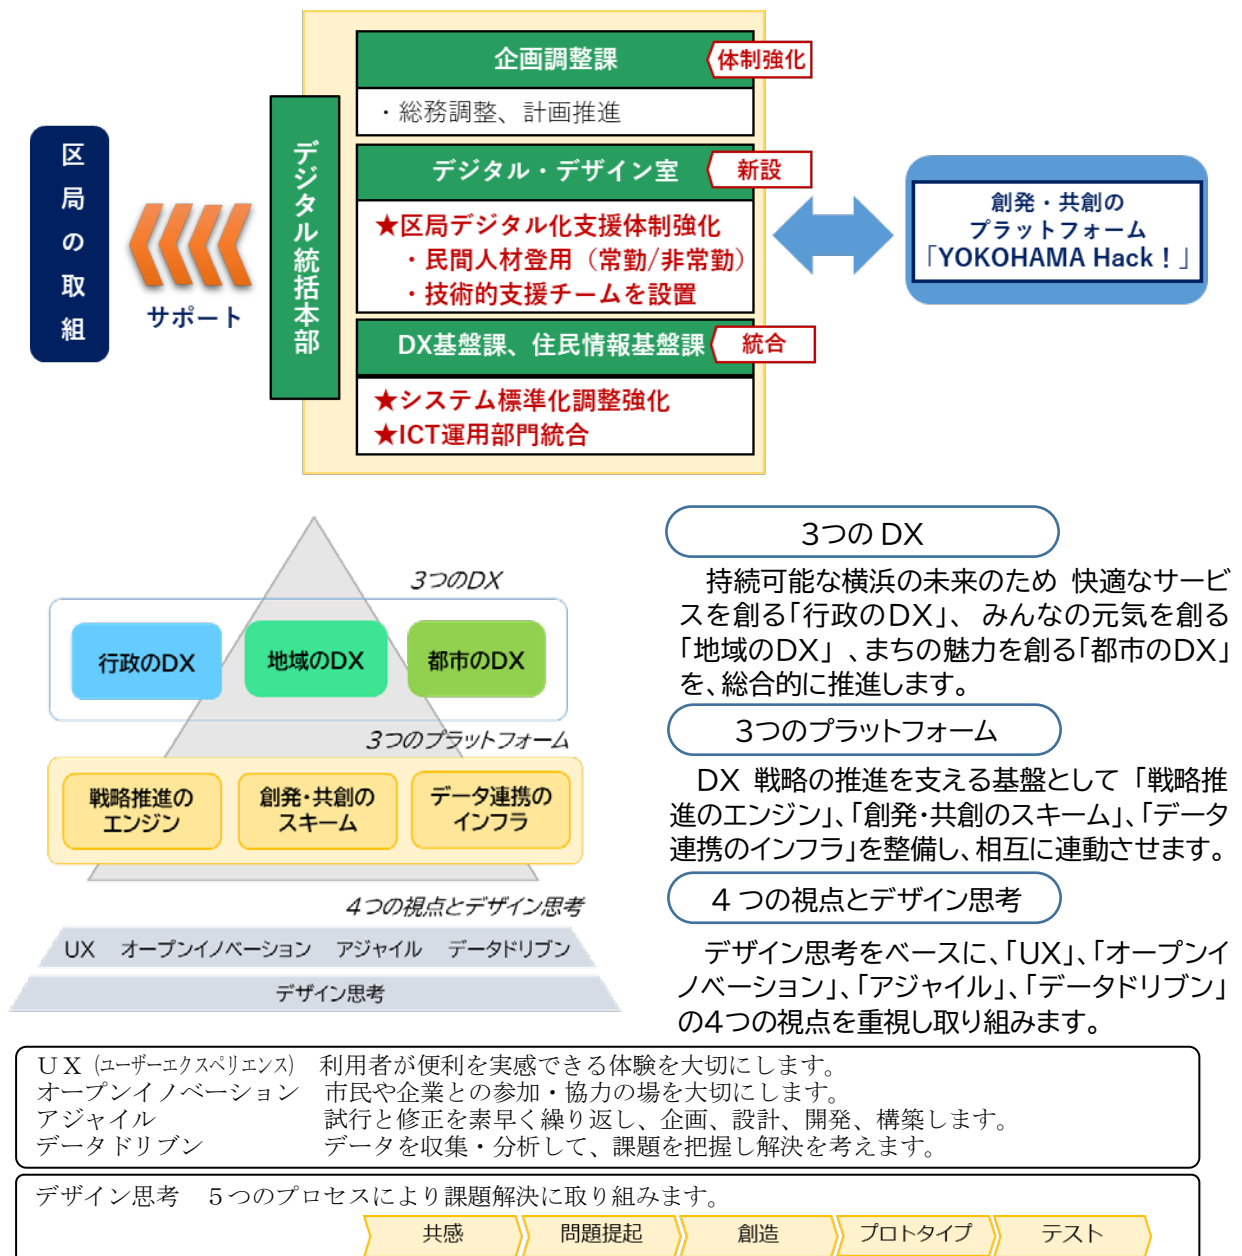 企画調整課
体制強化
・総務調整、計画推進
デジタル・デザイン室
新設
★区局デジタル化支援体制強化
・民間人材登用（常勤/非常勤）
・技術的支援チームを設置
DX基盤課、住民情報基盤課
統合
★システム標準化調整強化
★ICT運用部門統合
デジタル統括本部
区局の取組
サポート
創発・共創の
プラットフォーム
「YOKOHAMA Hack！」
3つのDX
行政のDX
地域のDX
都市のDX
3つのプラットフォーム
戦略推進の
エンジン
創発・共創の
スキーム
データ連携の
インフラ
4つの視点とデザイン思考
UX オープンイノベーション アジャイル データドリブン
デザイン思考
3つの DX
持続可能な横浜の未来のため 快適なサービ
スを創る「行政のDX」、 みんなの元気を創る
「地域のDX」 、まちの魅力を創る「都市のDX」
を、総合的に推進します。
3つのプラットフォーム
DX 戦略の推進を支える基盤として 「戦略推
進のエンジン」、「創発・共創のスキーム」、「データ
連携のインフラ」を整備し、相互に連動させます。
4 つの視点とデザイン思考
デザイン思考をベースに、「UX」、「オープンイ
ノベーション」、「アジャイル」、「データドリブン」
の4つの視点を重視し取り組みます。
ＵＸ (ユーザーエクスペリエンス) 利用者が便利を実感できる体験を大切にします。
オープンイノベーション 市民や企業との参加・協力の場を大切にします。
アジャイル 試行と修正を素早く繰り返し、企画、設計、開発、構築します。
データドリブン データを収集・分析して、課題を把握し解決を考えます。
デザイン思考 ５つのプロセスにより課題解決に取り組みます。
共感 問題提起 創造 プロトタイプ テスト